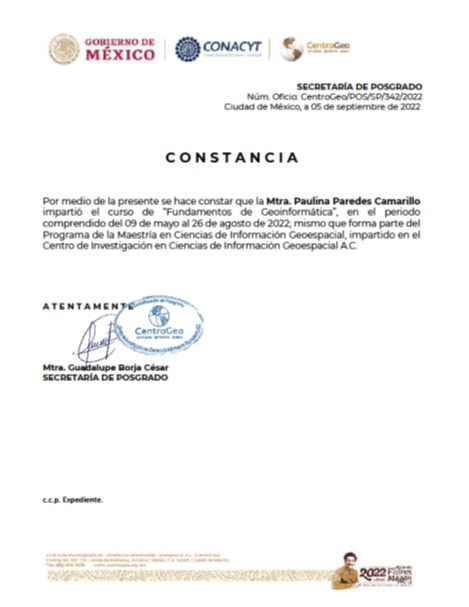 GOBIERNO DE
MÉXICO
CONACYT
CentroGeo
SECRETARÍA DE POSGRADO
Núm. Oficio: CentroGeo/POS/SP/342/2022
Ciudad de México, a 05 de septiembre de 2022
CONSTANCIA
Por medio de la presente se hace constar que la Mtra. Paulina Paredes Camarillo
impartió el curso de "Fundamentos de Geoinformática", en el periodo
comprendido del 09 de mayo al 26 de agosto de 2022; mismo que forma parte del
Programa de la Maestría en Ciencias de Información Geoespacial, impartido en el
Centro de Investigación en Ciencias de Información Geoespacial A.C.
ATENTAMENTE
CentroGeo
Mtra. Guadalupe Borja César
SECRETARÍA DE POSGRADO
c.c.p. Expediente.
2022 Flores
Magón